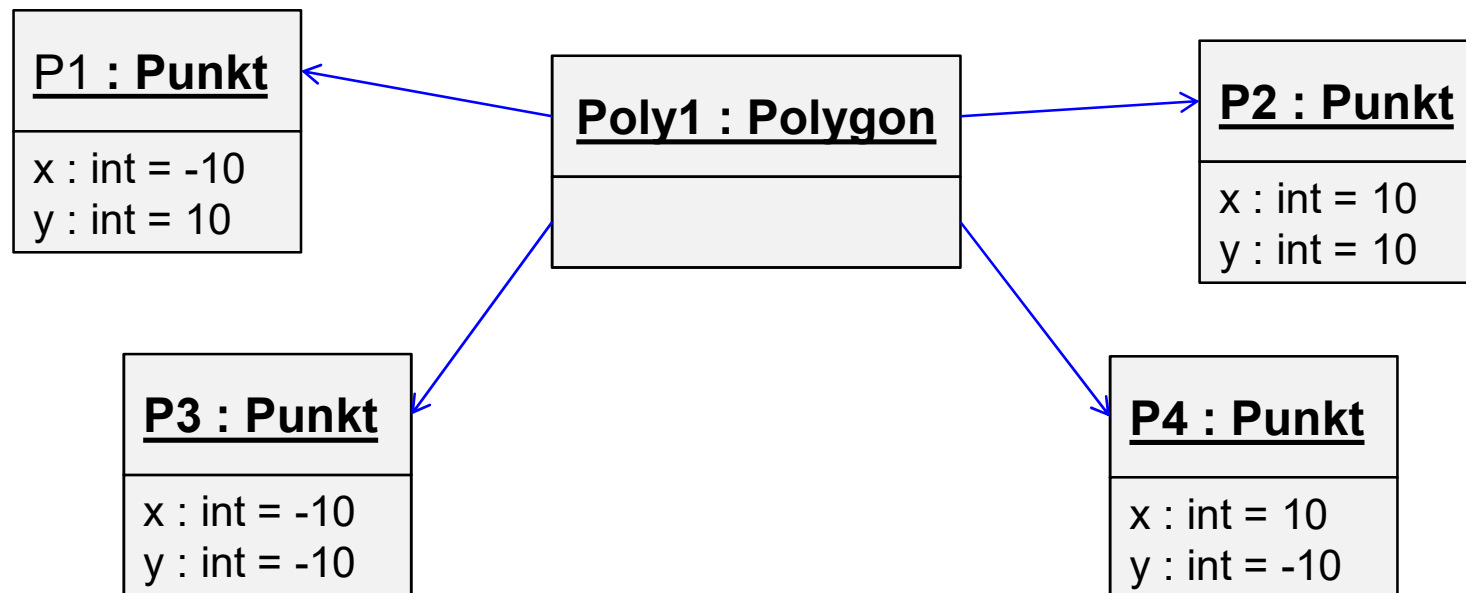 P1 : Punkt
x : int = -10
y : int = 10
Poly1 : Polygon
P2 : Punkt
x : int = 10
y : int = 10
P3 : Punkt
x : int = -10
y : int = -10
P4 : Punkt
x : int = 10
y : int = -10